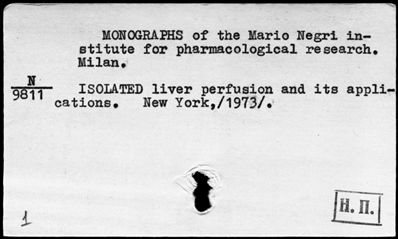 MONOGRAPHS of the Mario Negri in-
stitute for pharmacological research.
Milan.
N
9811
ISOLATED liver perfusion and its appli-
cations. New York,/1973/.
1
Н. П.